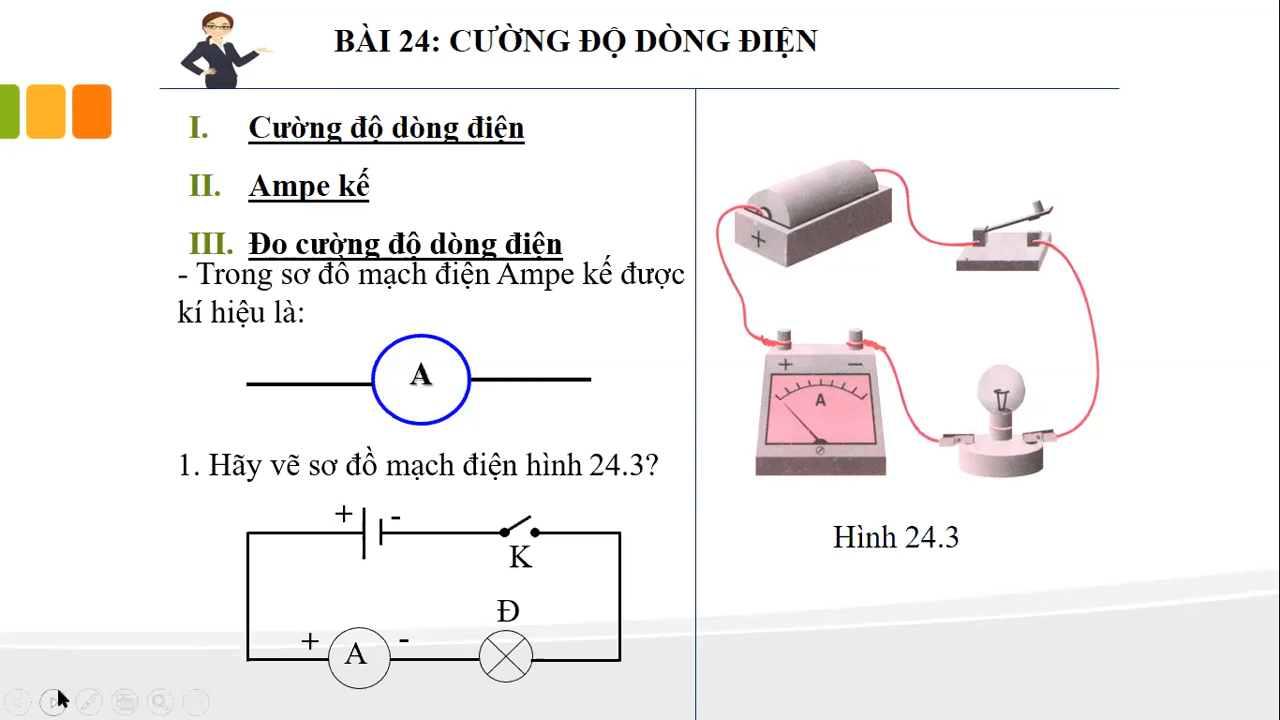 BÀI 24: CƯỜNG ĐỘ DÒNG ĐIỆN
I. Cường độ dòng điện
II. Ampe kế
III. Đo cường độ dòng điện
- Trong sơ đồ mạch điện Ampe kế được
kí hiệu là:
A
1. Hãy vẽ sơ đồ mạch điện hình 24.3?
+ -
K
Đ
+ A -
+
+ -
A
Hình 24.3